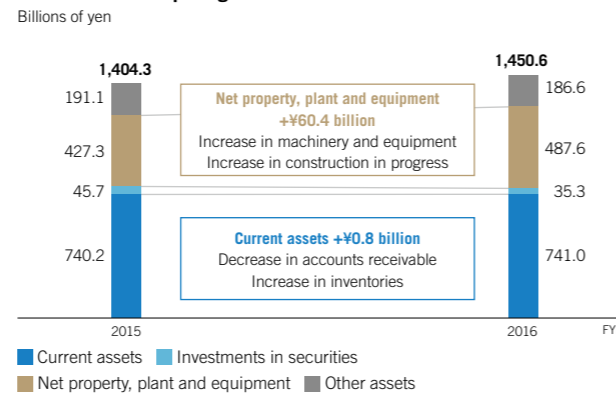 Billions of yen
1,404.3
1,450.6
191.1
427.3
45.7
740.2
Net property, plant and equipment
+¥60.4 billion
Increase in machinery and equipment
Increase in construction in progress
Current assets +¥0.8 billion
Decrease in accounts receivable
Increase in inventories
186.6
487.6
35.3
741.0
2015
2016
FY
Current assets
Investments in securities
Net property, plant and equipment
Other assets